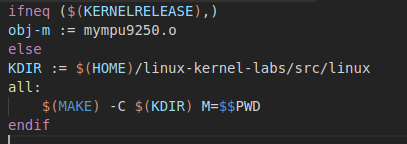 ifneq ($(KERNELRELEASE),)
obj-m := mympu9250.o
else
KDIR := $(HOME)/linux-kernel-labs/src/linux
all:
    $(MAKE) -C $(KDIR) M=$$PWD
endif